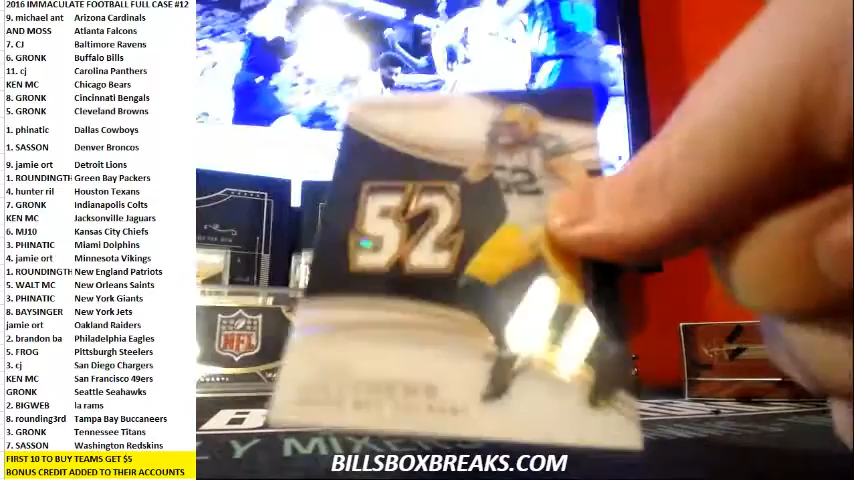 2016 IMMACULATE FOOTBALL FULL CASE #12
9. michael ant Arizona Cardinals
AND MOSS Atlanta Falcons
7. CJ Baltimore Ravens
6. GRONK Buffalo Bills
11. cj Carolina Panthers
KEN MC Chicago Bears
8. GRONK Cincinnati Bengals
5. GRONK Cleveland Browns
1. phinatic Dallas Cowboys
1. SASSON Denver Broncos
9. jamie ort Detroit Lions
1. ROUNDINGTH Green Bay Packers
4. hunter ril Houston Texans
7. GRONK Indianapolis Colts
KEN MC Jacksonville Jaguars
6. MJ10 Kansas City Chiefs
3. PHINATIC Miami Dolphins
4. jamie ort Minnesota Vikings
1. ROUNDINGTH New England Patriots
5. WALT MC New Orleans Saints
3. PHINATIC New York Giants
8. BAYSINGER New York Jets
jamie ort Oakland Raiders
2. brandon ba Philadelphia Eagles
5. FROG Pittsburgh Steelers
3. cj San Diego Chargers
KEN MC San Francisco 49ers
GRONK Seattle Seahawks
2. BIGWEB la rams
8. rounding3rd Tampa Bay Buccaneers
3. GRONK Tennessee Titans
7. SASSON Washington Redskins
FIRST 10 TO BUY TEAMS GET $5
BONUS CREDIT ADDED TO THEIR ACCOUNTS
52
52
NFL
B
Y MIXER
BILLSBOXBREAKS.COM